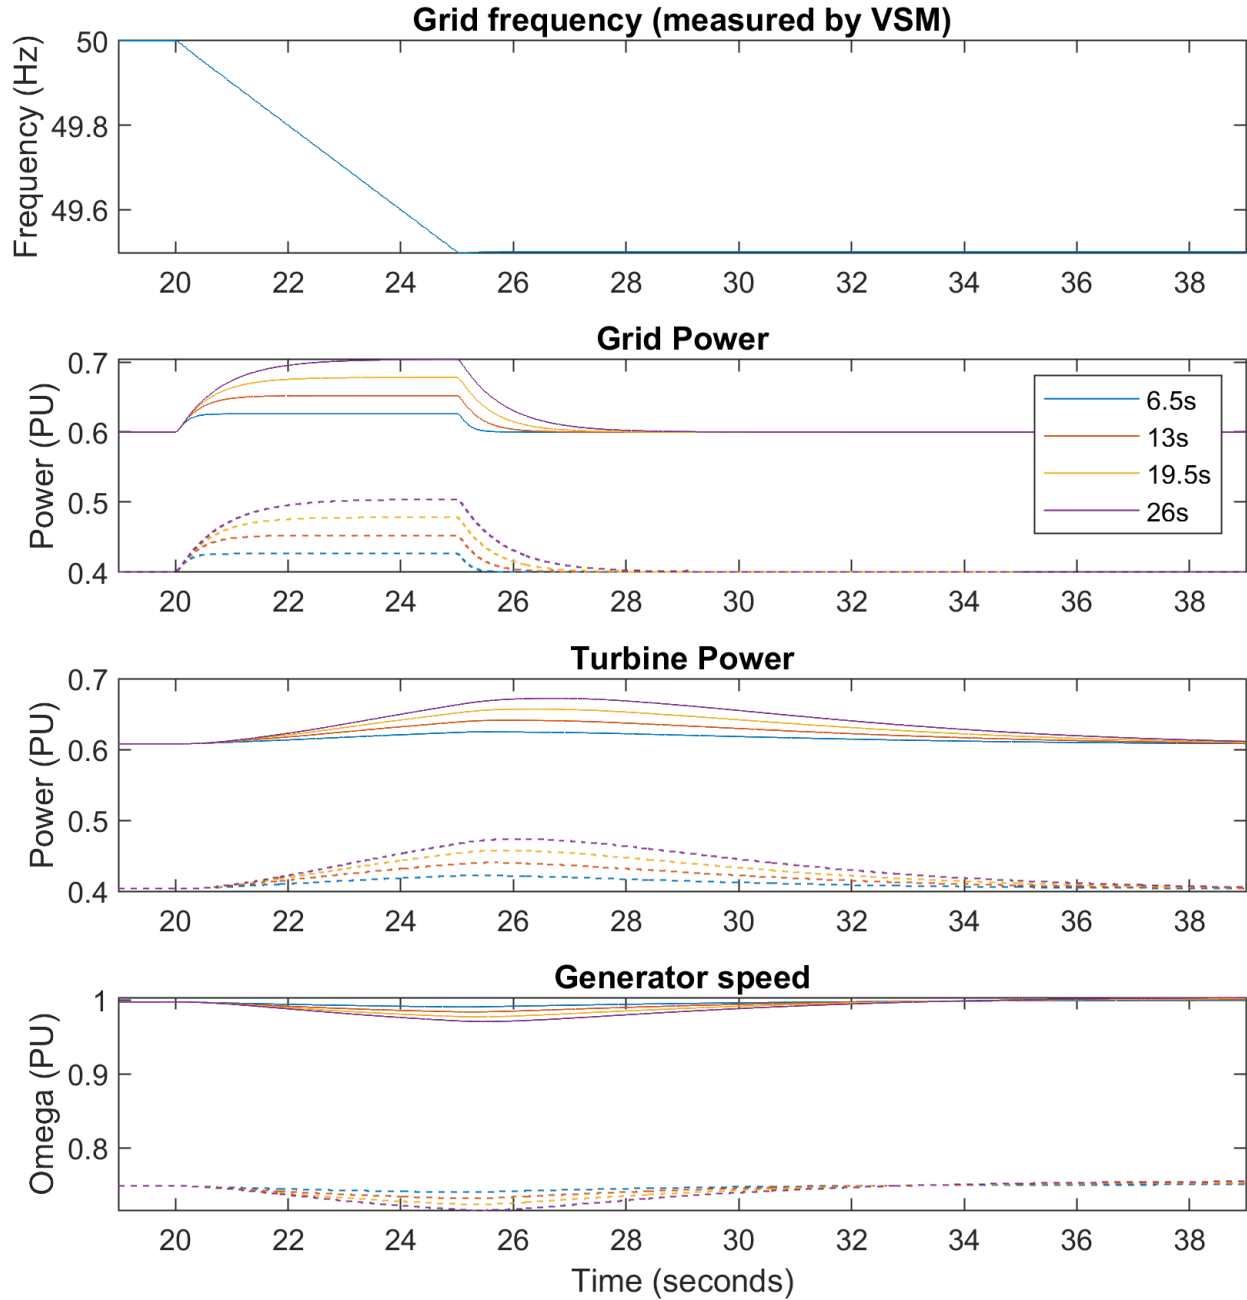 Grid frequency (measured by VSM)
Frequency (Hz)
50
49.8
49.6
20 22 24 26 28 30 32 34 36 38
Grid Power
Power (PU)
0.7
0.6
0.5
0.4
6.5s
13s
19.5s
26s
20 22 24 26 28 30 32 34 36 38
Turbine Power
Power (PU)
0.7
0.6
0.5
0.4
20 22 24 26 28 30 32 34 36 38
Generator speed
Omega (PU)
1
0.9
0.8
20 22 24 26 28 30 32 34 36 38
Time (seconds)